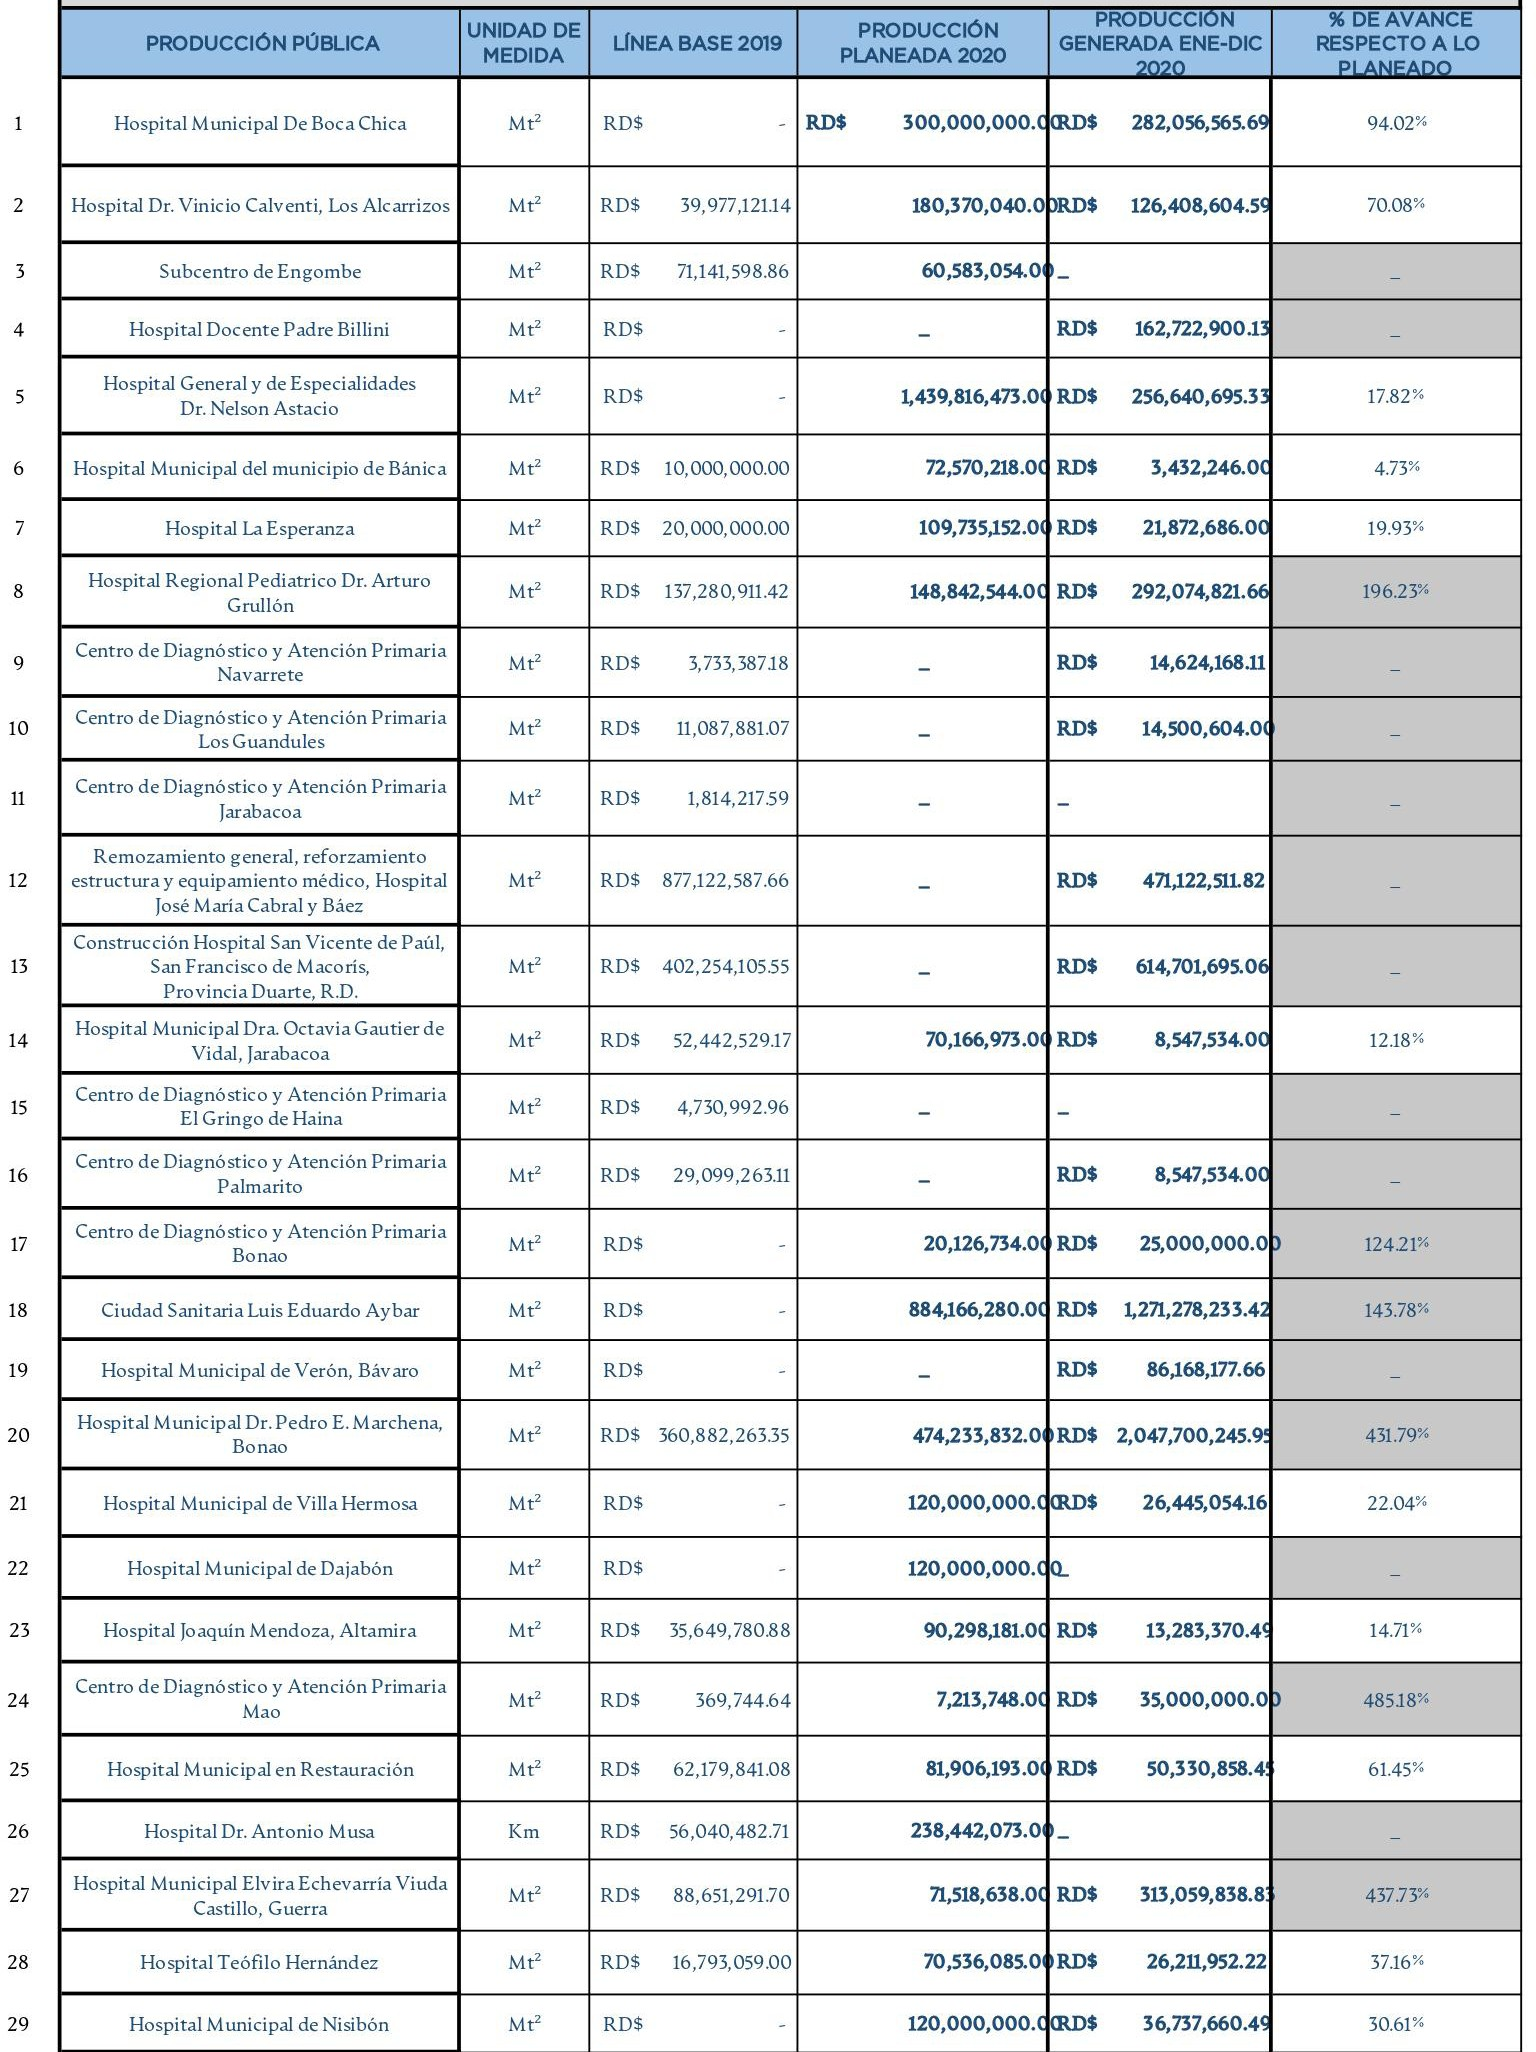 PRODUCCIÓN PÚBLICA UNIDAD DE MEDIDA LÍNEA BASE 2019 PRODUCCIÓN PLANEADA 2020 PRODUCCIÓN GENERADA ENE-DIC 2020 % DE AVANCE RESPECTO A LO PLANEADO
1 Hospital Municipal De Boca Chica Mt² RD$ - RD$ 300,000,000.00 RD$ 282,056,565.69 94.02%
2 Hospital Dr. Vinicio Calventi, Los Alcarrizos Mt² RD$ 39,977,121.14 180,370,040.00 RD$ 126,408,604.59 70.08%
3 Subcentro de Engombe Mt² RD$ 71,141,598.86 60,583,054.00 _ _
4 Hospital Docente Padre Billini Mt² RD$ - _ RD$ 162,722,900.13 _
5 Hospital General y de Especialidades Dr. Nelson Astacio Mt² RD$ - 1,439,816,473.00 RD$ 256,640,695.33 17.82%
6 Hospital Municipal del municipio de Bánica Mt² RD$ 10,000,000.00 72,570,218.00 RD$ 3,432,246.00 4.73%
7 Hospital La Esperanza Mt² RD$ 20,000,000.00 109,735,152.00 RD$ 21,872,686.00 19.93%
8 Hospital Regional Pediatrico Dr. Arturo Grullón Mt² RD$ 137,280,911.42 148,842,544.00 RD$ 292,074,821.66 196.23%
9 Centro de Diagnóstico y Atención Primaria Navarrete Mt² RD$ 3,733,387.18 _ RD$ 14,624,168.11 _
10 Centro de Diagnóstico y Atención Primaria Los Guandules Mt² RD$ 11,087,881.07 _ RD$ 14,500,604.00 _
11 Centro de Diagnóstico y Atención Primaria Jarabacoa Mt² RD$ 1,814,217.59 _ _ _
12 Remozamiento general, reforzamiento estructura y equipamiento médico, Hospital José María Cabral y Báez Mt² RD$ 877,122,587.66 _ RD$ 471,122,511.82 _
13 Construcción Hospital San Vicente de Paúl, San Francisco de Macorís, Provincia Duarte, R.D. Mt² RD$ 402,254,105.55 _ RD$ 614,701,695.06 _
14 Hospital Municipal Dra. Octavia Gautier de Vidal, Jarabacoa Mt² RD$ 52,442,529.17 70,166,973.00 RD$ 8,547,534.00 12.18%
15 Centro de Diagnóstico y Atención Primaria El Gringo de Haina Mt² RD$ 4,730,992.96 _ _ _
16 Centro de Diagnóstico y Atención Primaria Palmarito Mt² RD$ 29,099,263.11 _ RD$ 8,547,534.00 _
17 Centro de Diagnóstico y Atención Primaria Bonao Mt² RD$ - 20,126,734.00 RD$ 25,000,000.00 124.21%
18 Ciudad Sanitaria Luis Eduardo Aybar Mt² RD$ - 884,166,280.00 RD$ 1,271,278,233.42 143.78%
19 Hospital Municipal de Verón, Bávaro Mt² RD$ - _ RD$ 86,168,177.66 _
20 Hospital Municipal Dr. Pedro E. Marchena, Bonao Mt² RD$ 360,882,263.35 474,233,832.00 RD$ 2,047,700,245.95 431.79%
21 Hospital Municipal de Villa Hermosa Mt² RD$ - 120,000,000.00 RD$ 26,445,054.16 22.04%
22 Hospital Municipal de Dajabón Mt² RD$ - 120,000,000.00 _ _
23 Hospital Joaquín Mendoza, Altamira Mt² RD$ 35,649,780.88 90,298,181.00 RD$ 13,283,370.49 14.71%
24 Centro de Diagnóstico y Atención Primaria Mao Mt² RD$ 369,744.64 7,213,748.00 RD$ 35,000,000.00 485.18%
25 Hospital Municipal en Restauración Mt² RD$ 62,179,841.08 81,906,193.00 RD$ 50,330,858.45 61.45%
26 Hospital Dr. Antonio Musa Km RD$ 56,040,482.71 238,442,073.00 _ _
27 Hospital Municipal Elvira Echevarría Viuda Castillo, Guerra Mt² RD$ 88,651,291.70 71,518,638.00 RD$ 313,059,838.83 437.73%
28 Hospital Teófilo Hernández Mt² RD$ 16,793,059.00 70,536,085.00 RD$ 26,211,952.22 37.16%
29 Hospital Municipal de Nisibón Mt² RD$ - 120,000,000.00 RD$ 36,737,660.49 30.61%